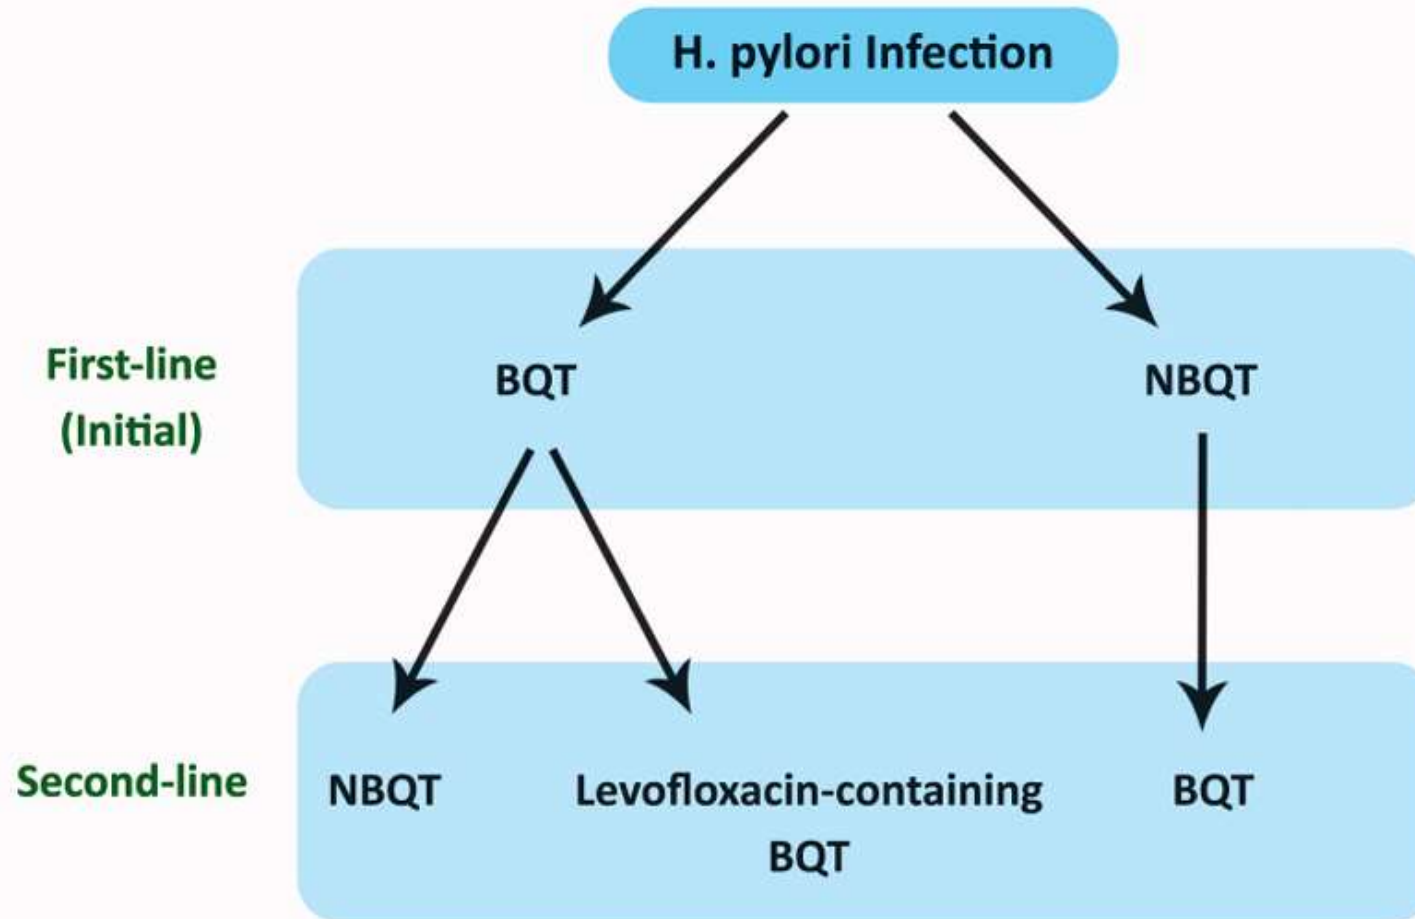 H. pylori Infection
First-line
(Initial)
BQT
NBQT
Second-line
NBQT
Levofloxacin-containing
BQT
BQT